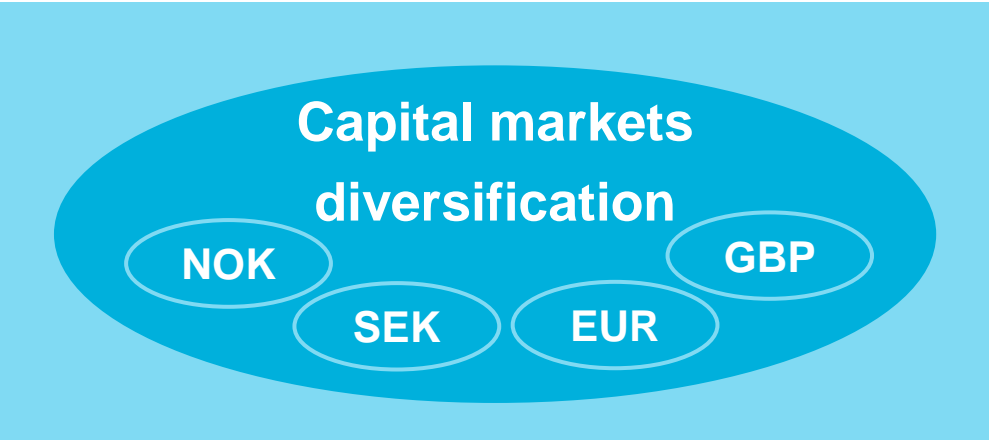 Capital markets
diversification
NOK
GBP
SEK
EUR